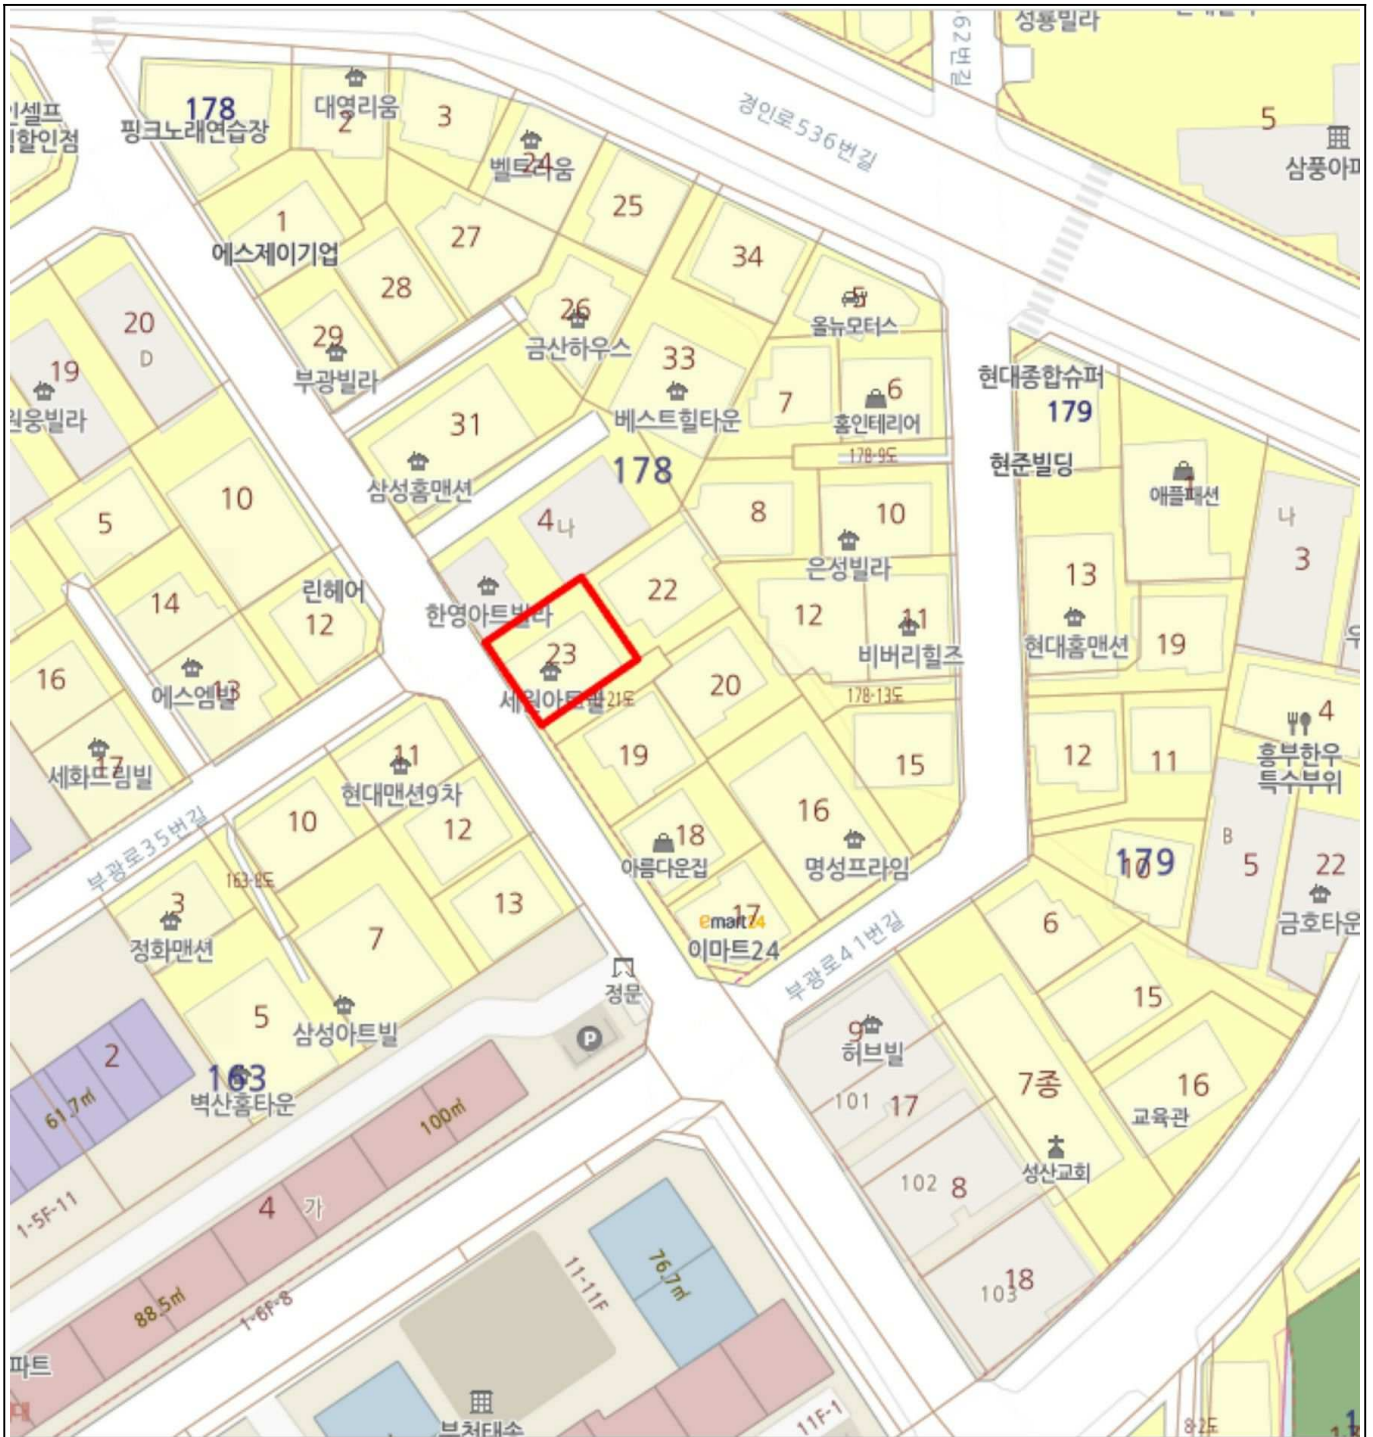 성룡빌라
62번길
인셀프
할인점
178
핑크노래연습장
대영리움
2
3
24
벨트리움
경인로536번길
5
삼풍아파
25
1
에스제이기업
27
34
28
26
금산하우스
5
올뉴모터스
20
D
29
부광빌라
33
베스트힐타운
19
원웅빌라
7
6
홈인테리어
현대종합슈퍼
179
31
삼성홈맨션
178-9도
현준빌딩
178
애플패션
1
10
5
4
나
8
10
은성빌라
나
3
13
현대홈맨션
14
린헤어
12
한영아트빌라
22
12
11
비버리힐즈
19
16
에스엠빌
13
23
세원아트빌
21도
20
178-13도
4
흥부한우
특수부위
17
세화드림빌
11
현대맨션9차
19
15
12
11
부광로35번길
10
12
16
명성프라임
18
아름다운집
B
5
179
10
22
금호타운
163-8도
3
정화맨션
13
7
17
emart24
이마트24
부광로41번길
6
정문
15
5
삼성아트빌
P
9
허브빌
2
163
벽산홈타운
7종
16
교육관
61.7㎡
100㎡
101
17
성산교회
102
8
1-5F-11
4
가
76.7㎡
11-11F
18
103
88.5㎡
1-6F-8
파트
부천태송
11F-1
8-2도